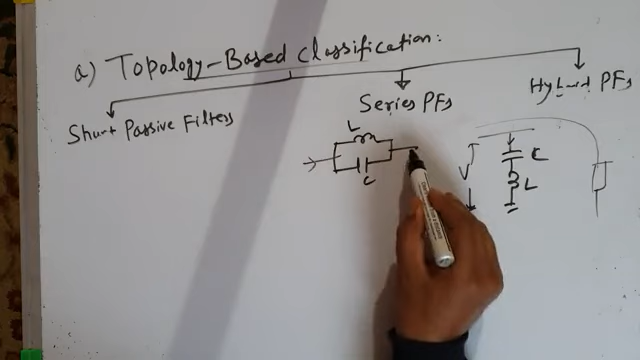 a) Topology-Based Classification:
Shunt Passive Filters
Series PFs
Hybrid PFs
L
C
V
C
L